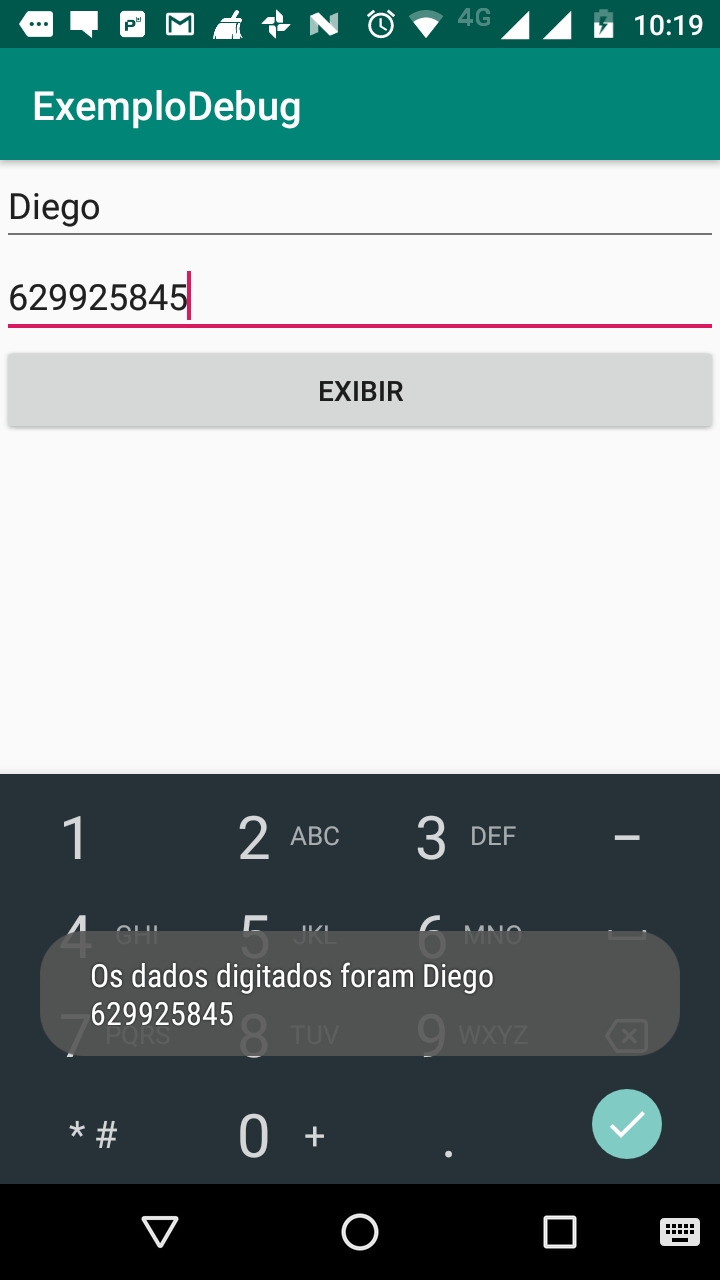 4G 10:19
ExemploDebug
Diego
629925845
EXIBIR
1 2 ABC 3 DEF –
4 GHI 5 JKL 6 MNO
Os dados digitados foram Diego
629925845
7 PQRS 8 TUV 9 WXYZ
* # 0 + .